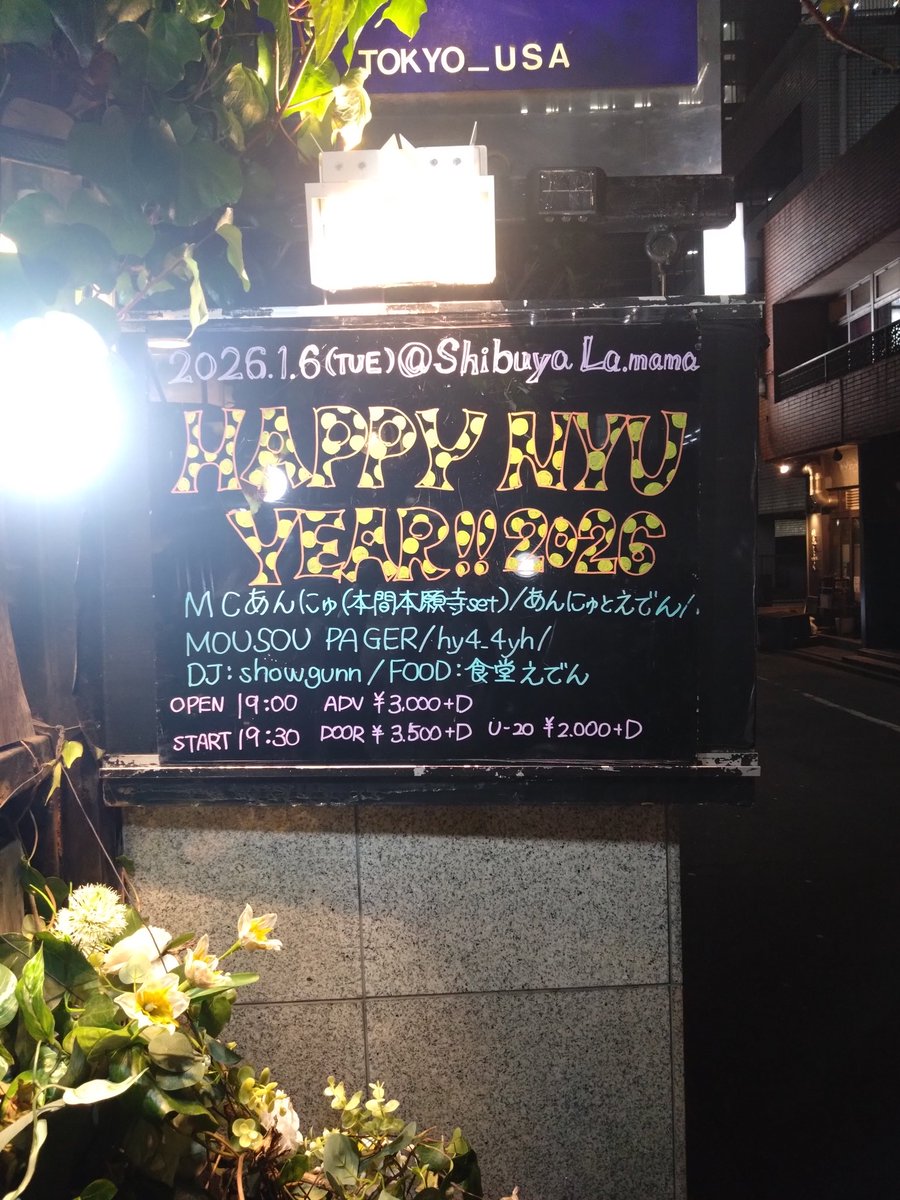 TOKYO_USA
2026.1.6(TUE)@Shibuya La.mama
HAPPY NYU
YEAR!! 2026
MCあんにゅ(本間本願寺set)/あんにゅとえでん/.
MOUSOU PAGER/hy4_4yh/
DJ:showgunn/FOOD:食堂えでん
OPEN 19:00 ADV ¥3.000+D
START 19:30 DOOR ¥3.500+D U-20 ¥2.000+D